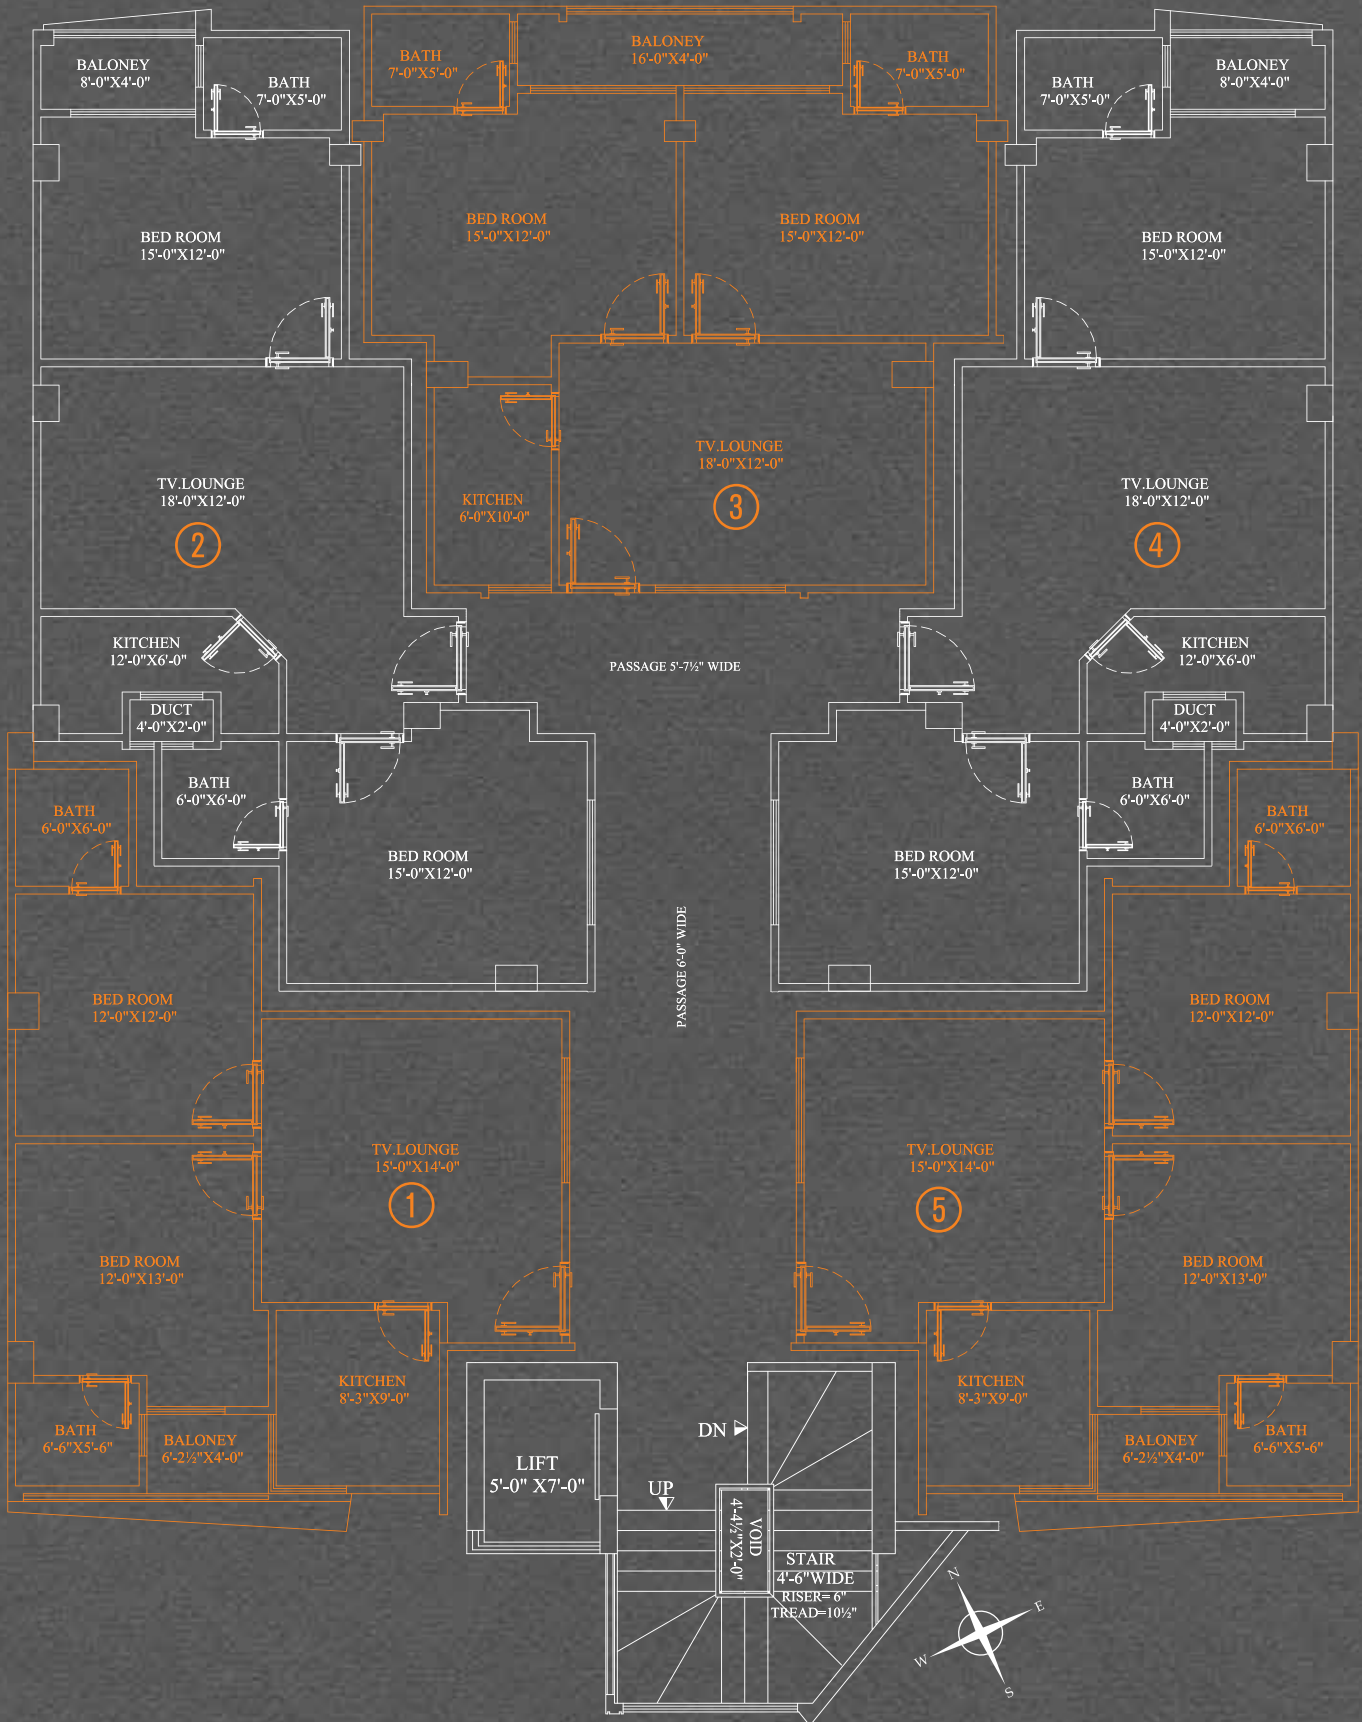 BATH
7'-0"X5'-0"
BALONEY
16'-0"X4'-0"
BATH
7'-0"X5'-0"
BALONEY
8'-0"X4'-0"
BATH
7'-0"X5'-0"
BATH
7'-0"X5'-0"
BALONEY
8'-0"X4'-0"
BED ROOM
15'-0"X12'-0"
BED ROOM
15'-0"X12'-0"
BED ROOM
15'-0"X12'-0"
BED ROOM
15'-0"X12'-0"
TV.LOUNGE
18'-0"X12'-0"
2
KITCHEN
6'-0"X10'-0"
TV.LOUNGE
18'-0"X12'-0"
3
TV.LOUNGE
18'-0"X12'-0"
4
KITCHEN
12'-0"X6'-0"
PASSAGE 5'-7½" WIDE
KITCHEN
12'-0"X6'-0"
DUCT
4'-0"X2'-0"
DUCT
4'-0"X2'-0"
BATH
6'-0"X6'-0"
BATH
6'-0"X6'-0"
BATH
6'-0"X6'-0"
BATH
6'-0"X6'-0"
BED ROOM
15'-0"X12'-0"
BED ROOM
15'-0"X12'-0"
PASSAGE 6'-0" WIDE
BED ROOM
12'-0"X12'-0"
BED ROOM
12'-0"X12'-0"
TV.LOUNGE
15'-0"X14'-0"
1
TV.LOUNGE
15'-0"X14'-0"
5
BED ROOM
12'-0"X13'-0"
BED ROOM
12'-0"X13'-0"
KITCHEN
8'-3"X9'-0"
KITCHEN
8'-3"X9'-0"
BATH
6'-6"X5'-6"
BALONEY
6'-2½"X4'-0"
DN
BALONEY
6'-2½"X4'-0"
BATH
6'-6"X5'-6"
LIFT
5'-0" X7'-0"
UP
VOID
4'-4½"X2'-0"
STAIR
4'-6"WIDE
RISER= 6"
TREAD=10½"
N
E
W
S